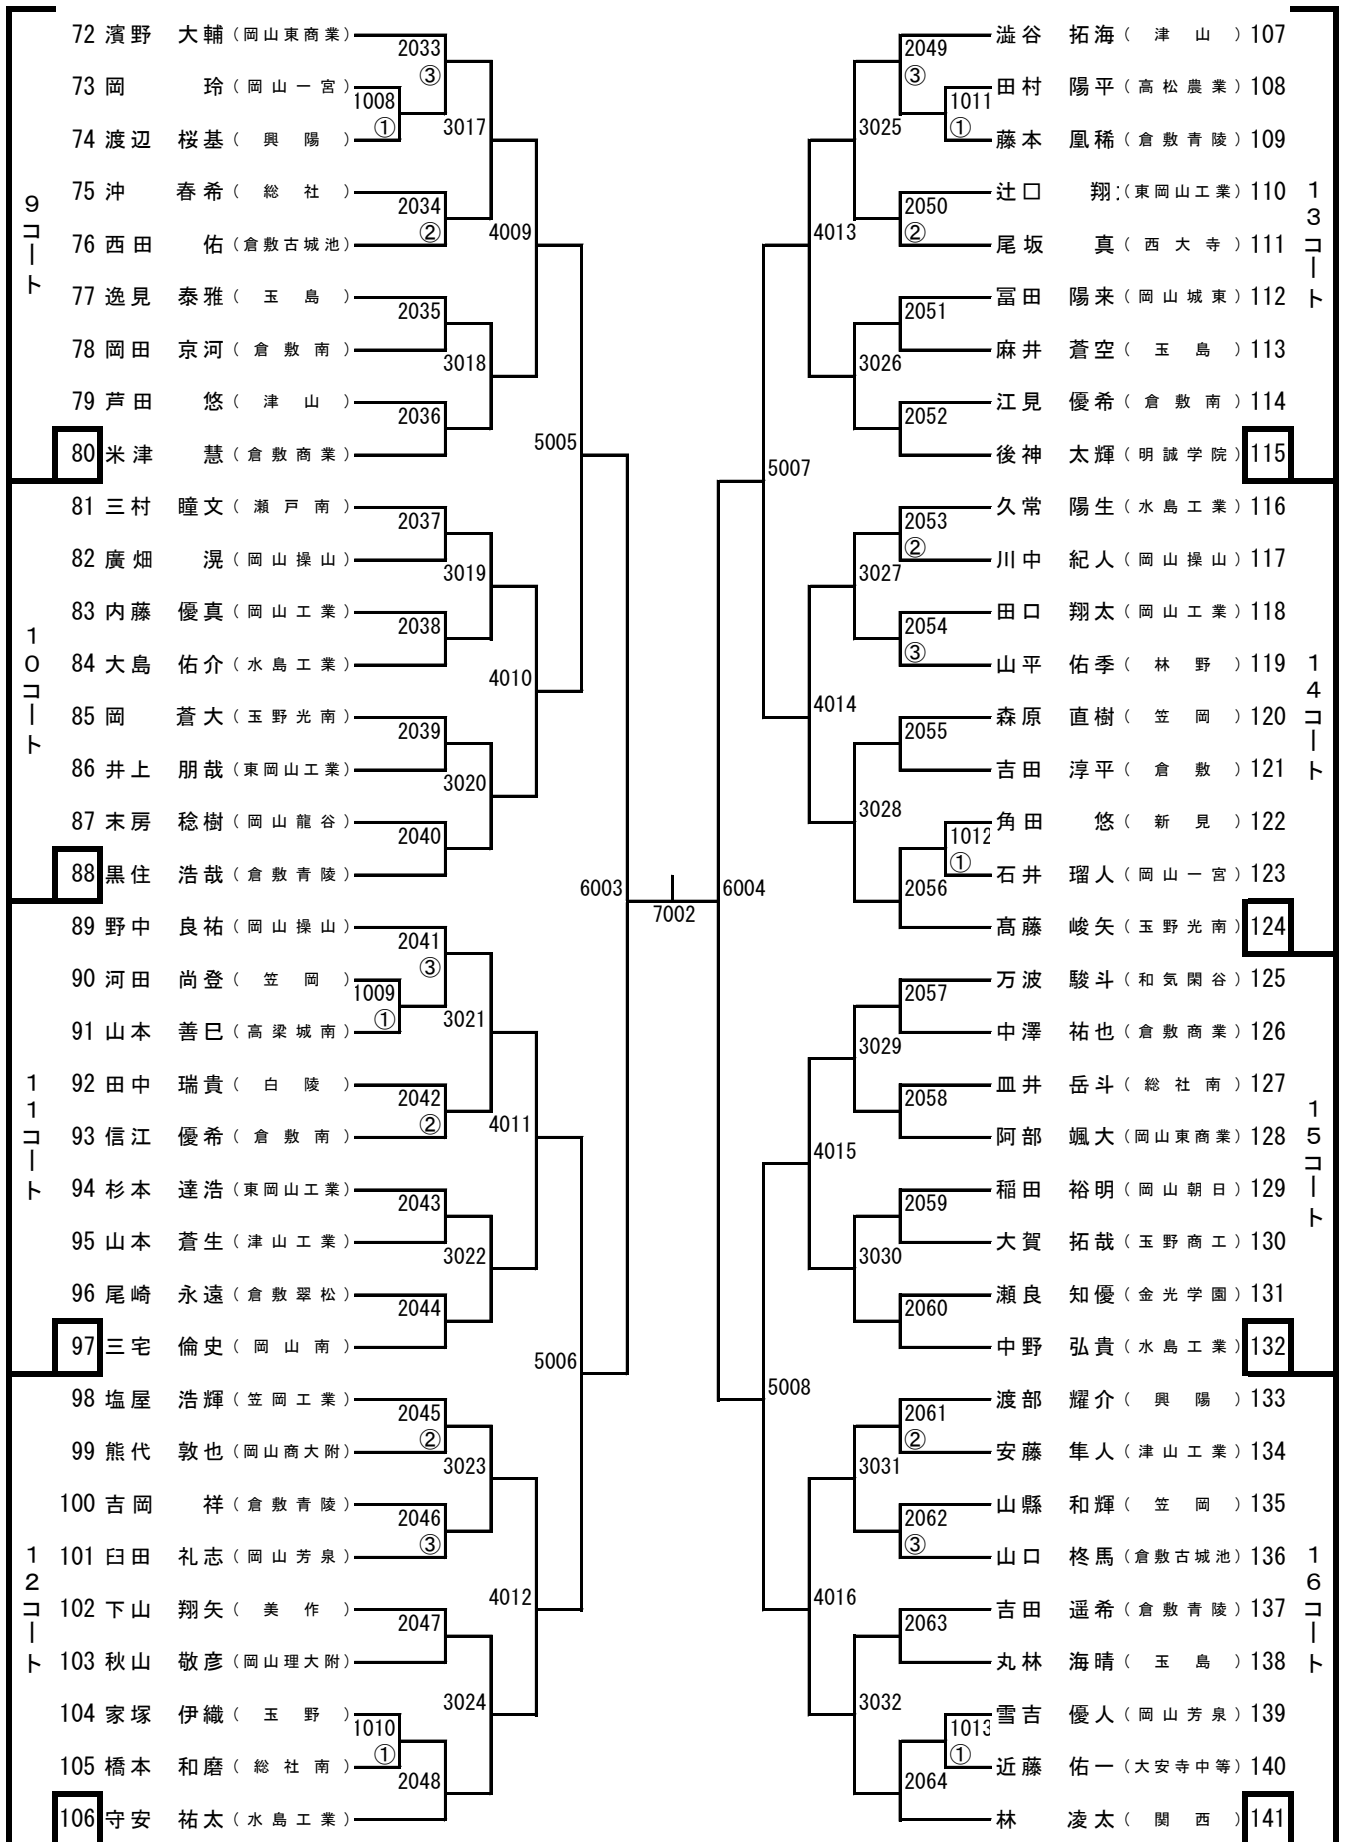 9コート
72 濱野 大輔 (岡山東商業)
73 岡 玲 (岡山一宮)
74 渡辺 桜基 (興陽)
75 沖 春希 (総社)
76 西田 佑 (倉敷古城池)
77 逸見 泰雅 (玉島)
78 岡田 京河 (倉敷南)
79 芦田 悠 (津山)
80 米津 慧 (倉敷商業)
10コート
81 三村 瞳文 (瀬戸南)
82 廣畑 滉 (岡山操山)
83 内藤 優真 (岡山工業)
84 大島 佑介 (水島工業)
85 岡 蒼大 (玉野光南)
86 井上 朋哉 (東岡山工業)
87 末房 稔樹 (岡山龍谷)
88 黒住 浩哉 (倉敷青陵)
11コート
89 野中 良祐 (岡山操山)
90 河田 尚登 (笠岡)
91 山本 善巳 (高梁城南)
92 田中 瑞貴 (白陵)
93 信江 優希 (倉敷南)
94 杉本 達浩 (東岡山工業)
95 山本 蒼生 (津山工業)
96 尾崎 永遠 (倉敷翠松)
97 三宅 倫史 (岡山南)
12コート
98 塩屋 浩輝 (笠岡工業)
99 熊代 敦也 (岡山商大附)
100 吉岡 祥 (倉敷青陵)
101 臼田 礼志 (岡山芳泉)
102 下山 翔矢 (美作)
103 秋山 敬彦 (岡山理大附)
104 家塚 伊織 (玉野)
105 橋本 和磨 (総社南)
106 守安 祐太 (水島工業)
1008 ①
1009 ①
1010 ①
2033 ③
2034 ②
2035
2036
2037
2038
2039
2040
2041 ③
2042 ②
2043
2044
2045 ②
2046 ③
2047
2048
3017
3018
3019
3020
3021
3022
3023
3024
4009
4010
4011
4012
5005
5006
6003
7002
6004
5007
5008
4013
4014
4015
4016
3025
3026
3027
3028
3029
3030
3031
3032
2049 ③
2050 ②
2051
2052
2053 ②
2054 ③
2055
2056
2057
2058
2059
2060
2061 ②
2062 ③
2063
2064
1011 ①
1012 ①
1013 ①
13コート
澁谷 拓海 (津山) 107
田村 陽平 (高松農業) 108
藤本 凰稀 (倉敷青陵) 109
辻口 翔 (東岡山工業) 110
尾坂 真 (西大寺) 111
冨田 陽来 (岡山城東) 112
麻井 蒼空 (玉島) 113
江見 優希 (倉敷南) 114
後神 太輝 (明誠学院) 115
14コート
久常 陽生 (水島工業) 116
川中 紀人 (岡山操山) 117
田口 翔太 (岡山工業) 118
山平 佑季 (林野) 119
森原 直樹 (笠岡) 120
吉田 淳平 (倉敷) 121
角田 悠 (新見) 122
石井 瑠人 (岡山一宮) 123
髙藤 峻矢 (玉野光南) 124
15コート
万波 駿斗 (和気閑谷) 125
中澤 祐也 (倉敷商業) 126
皿井 岳斗 (総社南) 127
阿部 颯大 (岡山東商業) 128
稲田 裕明 (岡山朝日) 129
大賀 拓哉 (玉野商工) 130
瀬良 知優 (金光学園) 131
中野 弘貴 (水島工業) 132
16コート
渡部 耀介 (興陽) 133
安藤 隼人 (津山工業) 134
山縣 和輝 (笠岡) 135
山口 柊馬 (倉敷古城池) 136
吉田 遥希 (倉敷青陵) 137
丸林 海晴 (玉島) 138
雪吉 優人 (岡山芳泉) 139
近藤 佑一 (大安寺中等) 140
林 凌太 (関西) 141